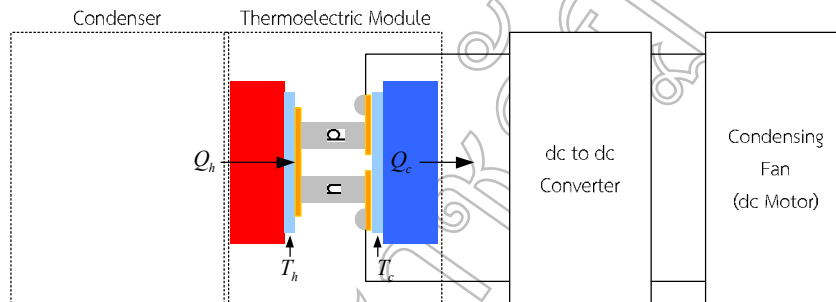 Condenser
Thermoelectric Module
p
n
Q_h
Q_c
T_h
T_c
dc to dc
Converter
Condensing
Fan
(dc Motor)